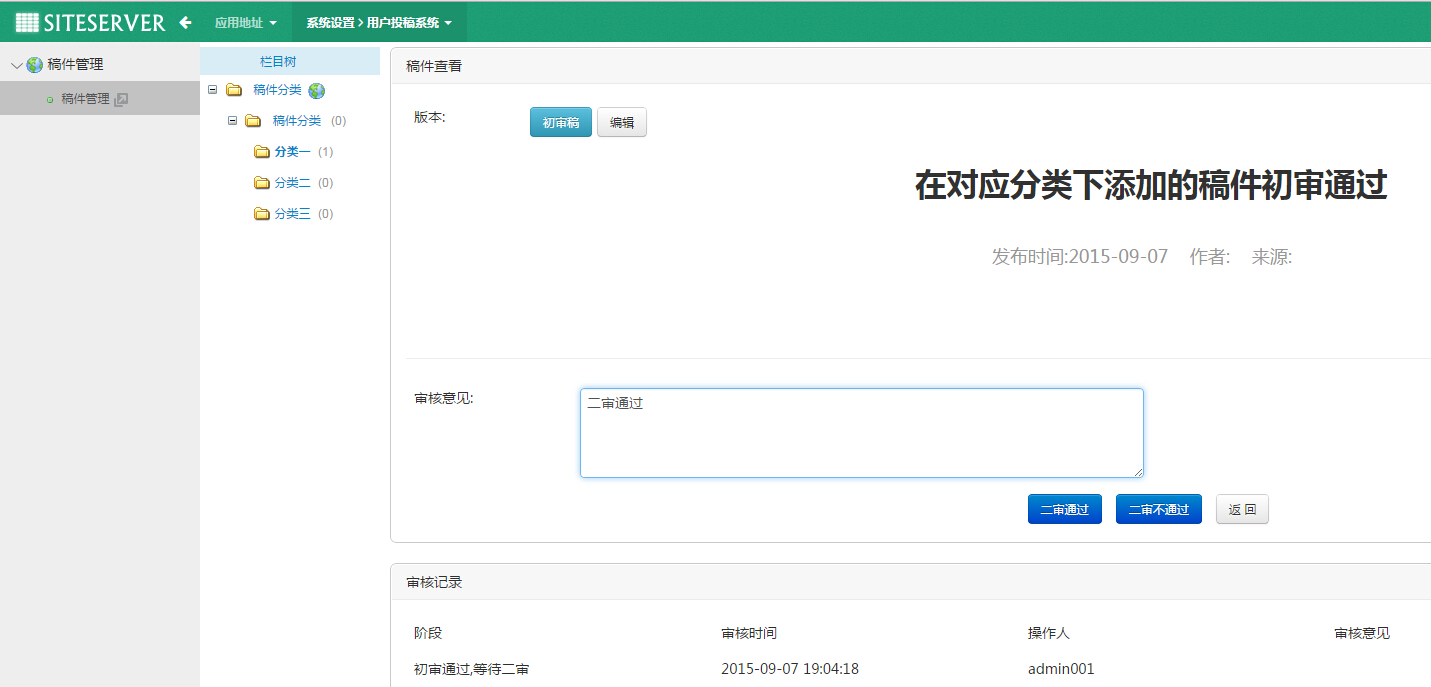 SITESERVER 应用地址 系统设置 > 用户投稿系统
稿件管理
稿件管理
栏目树
稿件分类
稿件分类 (0)
分类一 (1)
分类二 (0)
分类三 (0)
稿件查看
版本: 初审稿 编辑
在对应分类下添加的稿件初审通过
发布时间:2015-09-07 作者: 来源:
审核意见: 二审通过
二审通过 二审不通过 返 回
审核记录
阶段 审核时间 操作人 审核意见
初审通过,等待二审 2015-09-07 19:04:18 admin001